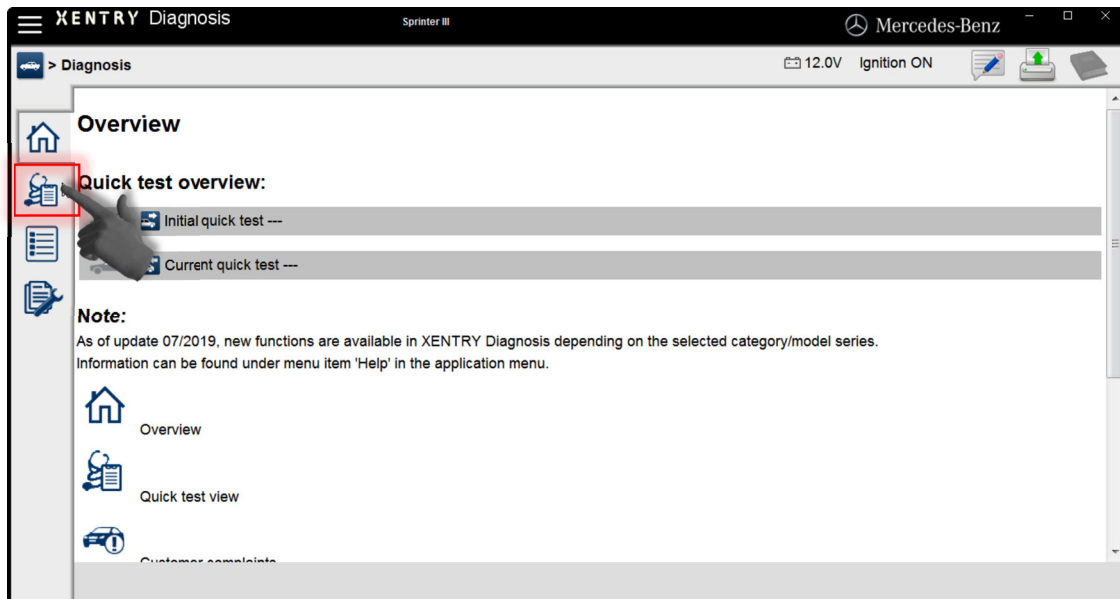 XENTRY Diagnosis
Sprinter III
Mercedes-Benz
> Diagnosis
12.0V
Ignition ON
Overview
Quick test overview:
Initial quick test ---
Current quick test ---
Note:
As of update 07/2019, new functions are available in XENTRY Diagnosis depending on the selected category/model series.
Information can be found under menu item 'Help' in the application menu.
Overview
Quick test view
Customer complaints